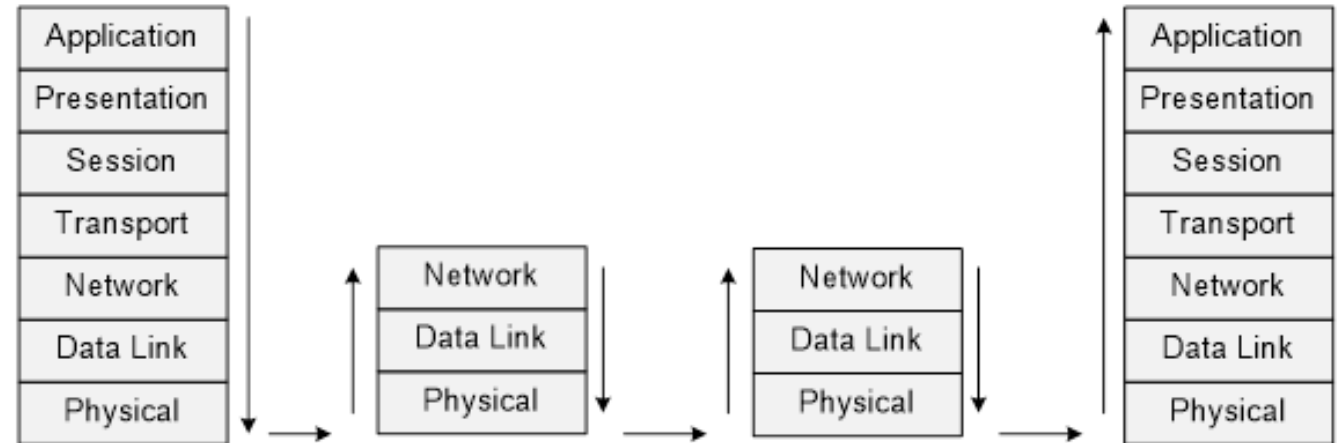 Application
Presentation
Session
Transport
Network
Data Link
Physical
Network
Data Link
Physical
Network
Data Link
Physical
Application
Presentation
Session
Transport
Network
Data Link
Physical